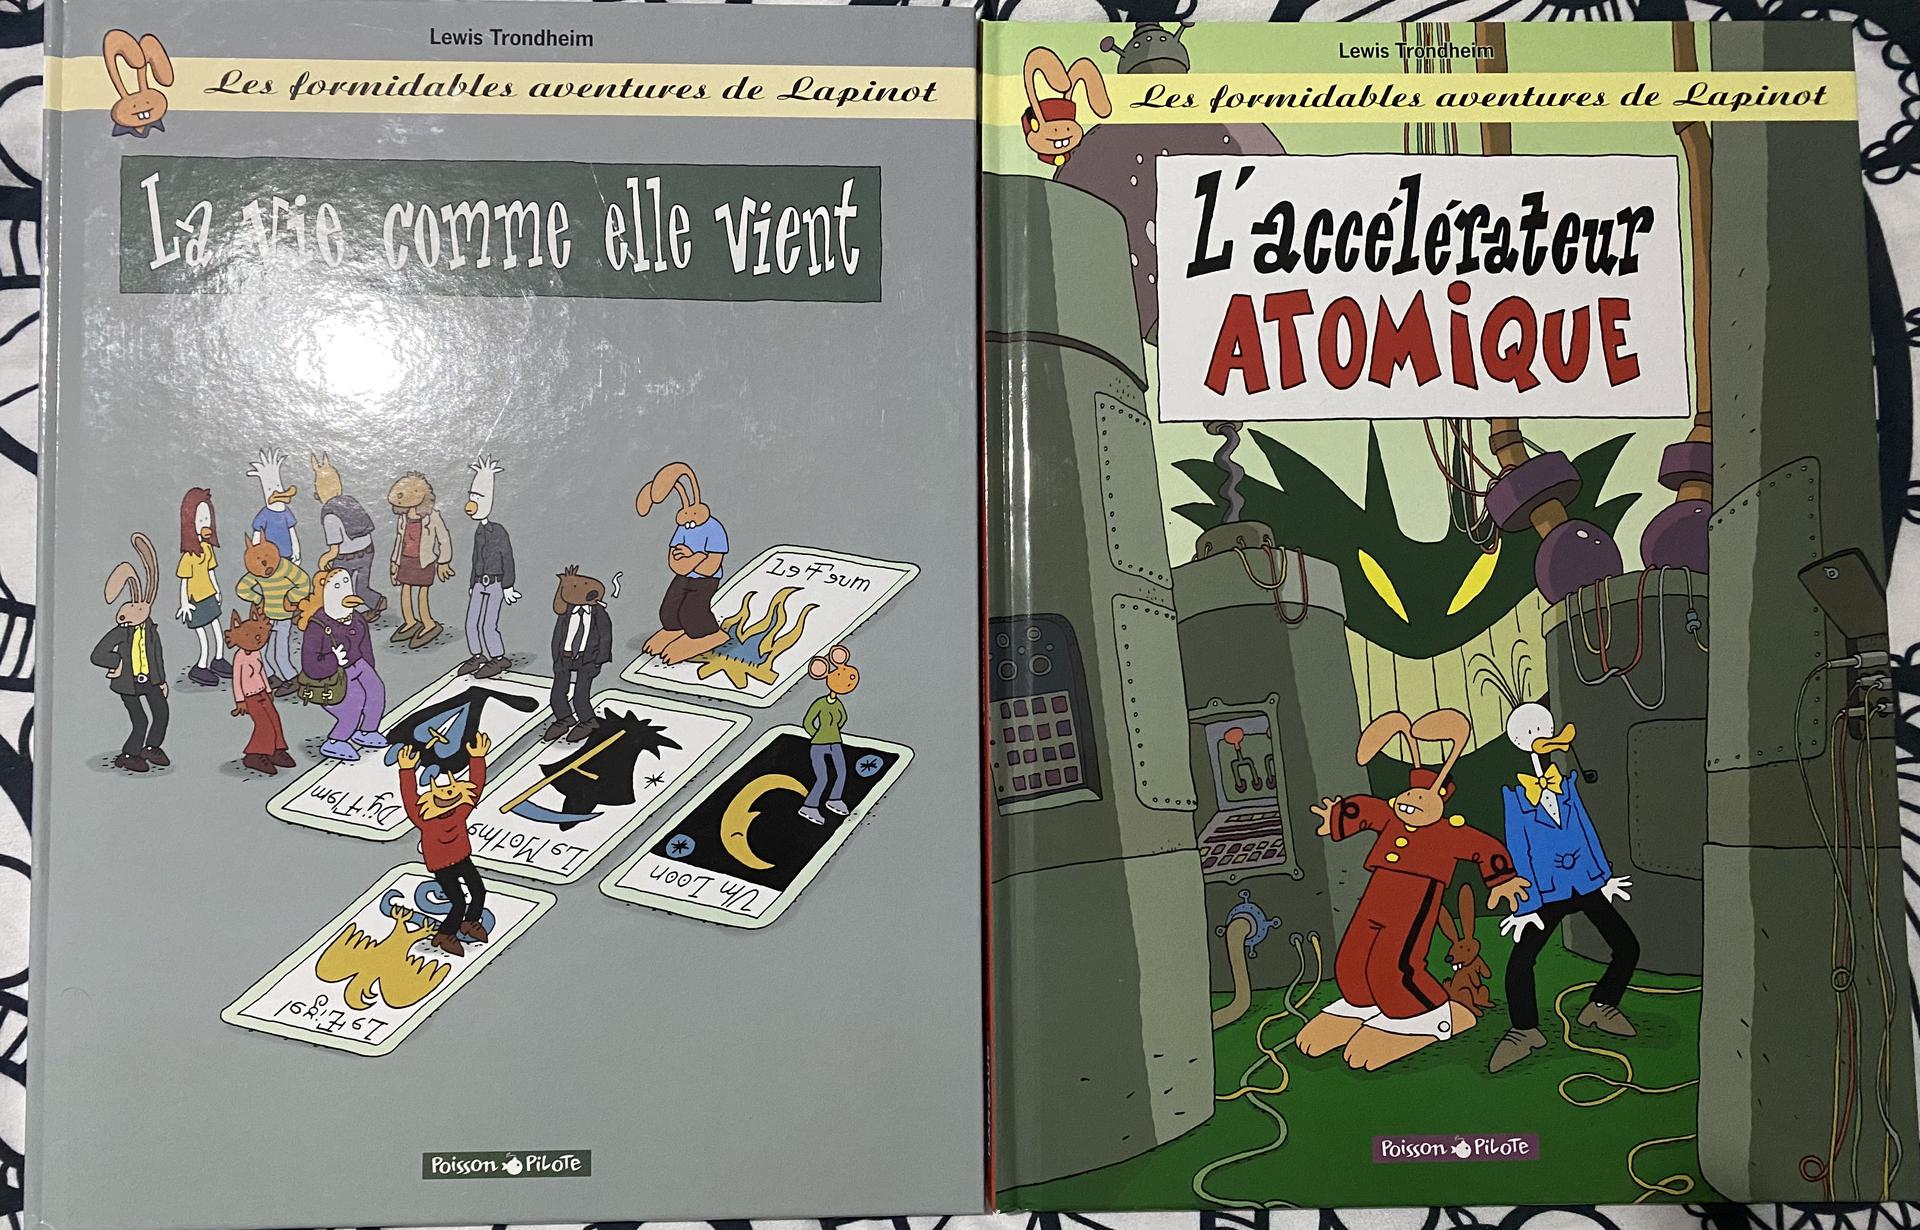 Lewis Trondheim
Les formidables aventures de Lapinot
La vie comme elle vient
Poisson Pilote
Lewis Trondheim
Les formidables aventures de Lapinot
L'accélérateur
ATOMiQUE
Poisson Pilote